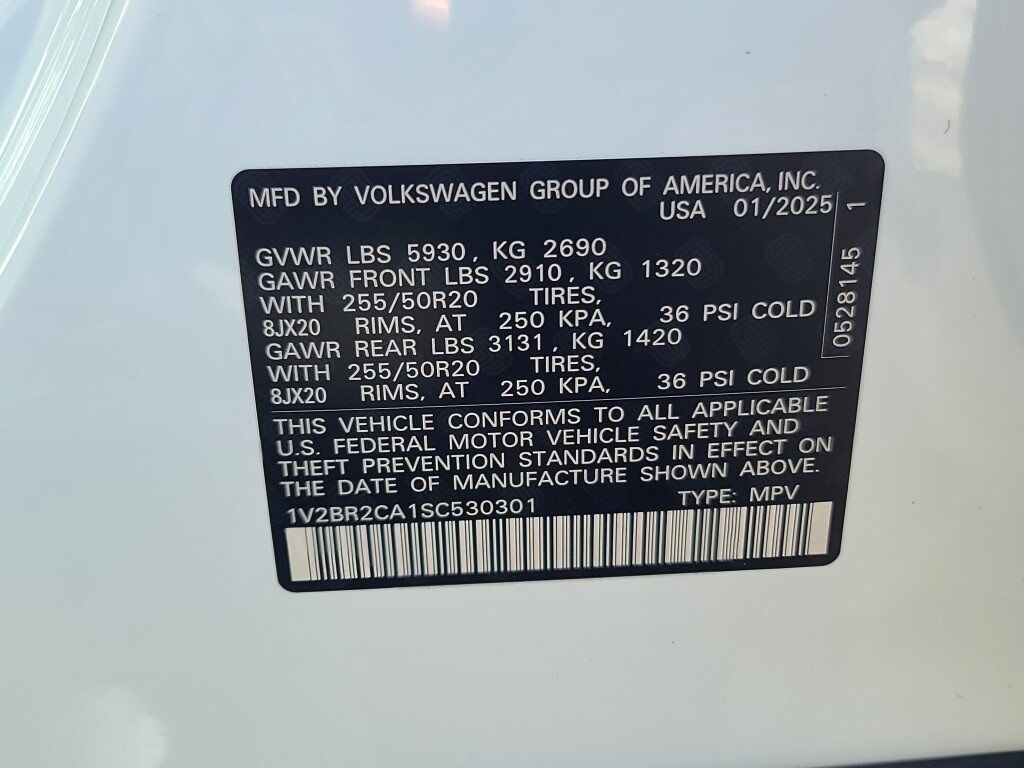 MFD BY VOLKSWAGEN GROUP OF AMERICA, INC.
USA 01/2025
GVWR LBS 5930, KG 2690
GAWR FRONT LBS 2910, KG 1320
WITH 255/50R20 TIRES,
8JX20 RIMS, AT 250 KPA, 36 PSI COLD
GAWR REAR LBS 3131, KG 1420
WITH 255/50R20 TIRES,
8JX20 RIMS, AT 250 KPA, 36 PSI COLD
THIS VEHICLE CONFORMS TO ALL APPLICABLE
U.S. FEDERAL MOTOR VEHICLE SAFETY AND
THEFT PREVENTION STANDARDS IN EFFECT ON
THE DATE OF MANUFACTURE SHOWN ABOVE.
1V2BR2CA1SC530301 TYPE: MPV
0528145 1